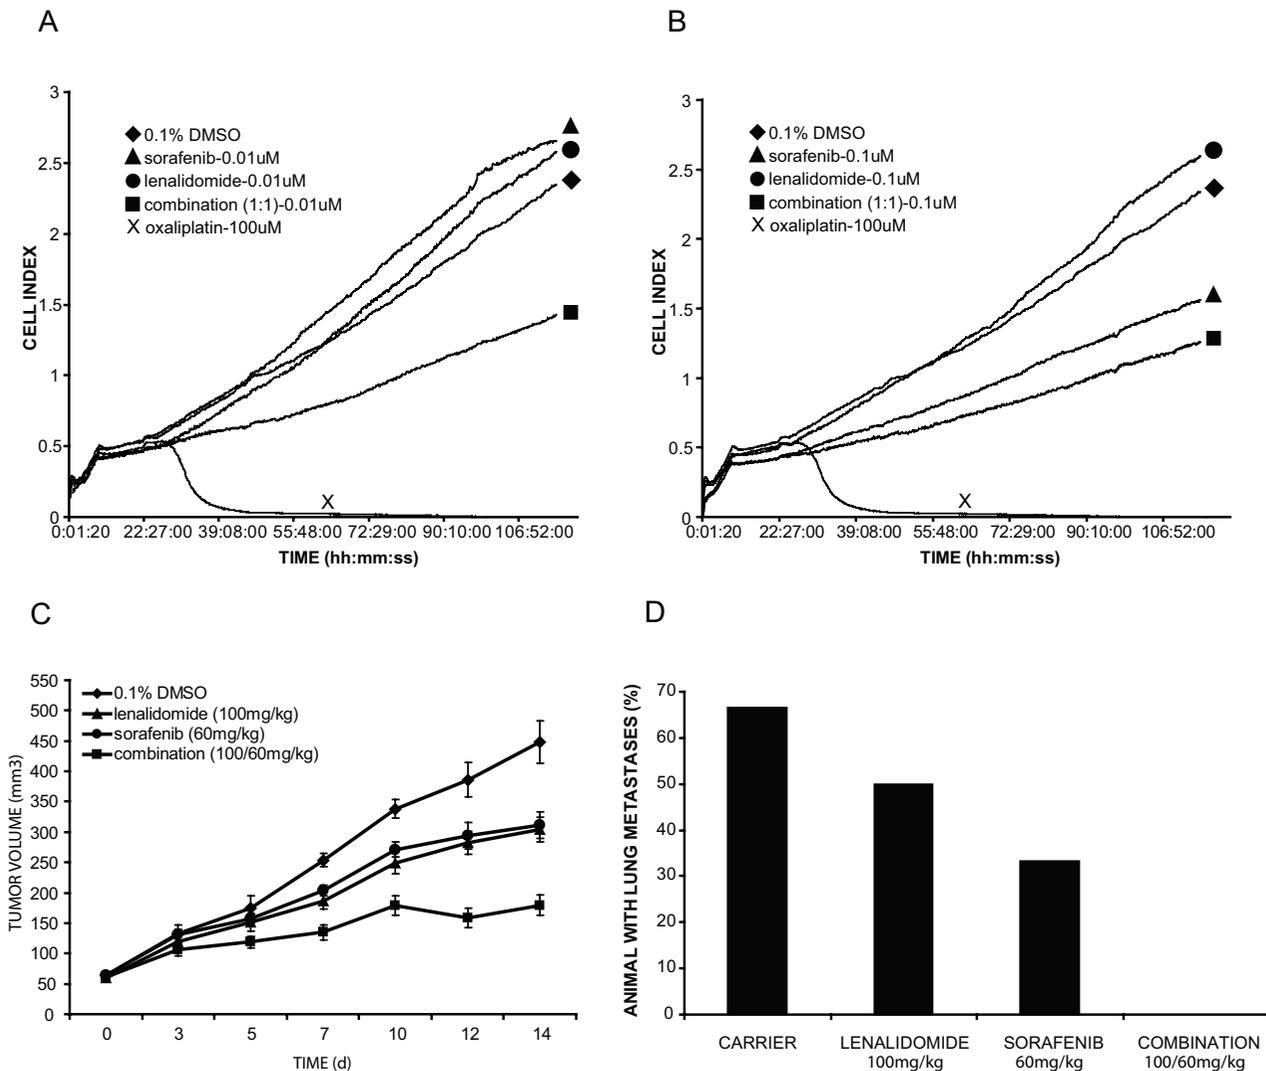 A
3
2.5
2
1.5
1
0.5
0
CELL INDEX
0.1% DMSO
sorafenib-0.01uM
lenalidomide-0.01uM
combination (1:1)-0.01uM
X oxaliplatin-100uM
X
0:01:20 22:27:00 39:08:00 55:48:00 72:29:00 90:10:00 106:52:00
TIME (hh:mm:ss)
B
3
2.5
2
1.5
1
0.5
0
CELL INDEX
0.1% DMSO
sorafenib-0.1uM
lenalidomide-0.1uM
combination (1:1)-0.1uM
X oxaliplatin-100uM
X
0:01:20 22:27:00 39:08:00 55:48:00 72:29:00 90:10:00 106:52:00
TIME (hh:mm:ss)
C
550
500
450
400
350
300
250
200
150
100
50
0
TUMOR VOLUME (mm3)
0.1% DMSO
lenalidomide (100mg/kg)
sorafenib (60mg/kg)
combination (100/60mg/kg)
0 3 5 7 10 12 14
TIME (d)
D
70
60
50
40
30
20
10
0
ANIMAL WITH LUNG METASTASES (%)
CARRIER LENALIDOMIDE SORAFENIB COMBINATION
100mg/kg 60mg/kg 100/60mg/kg